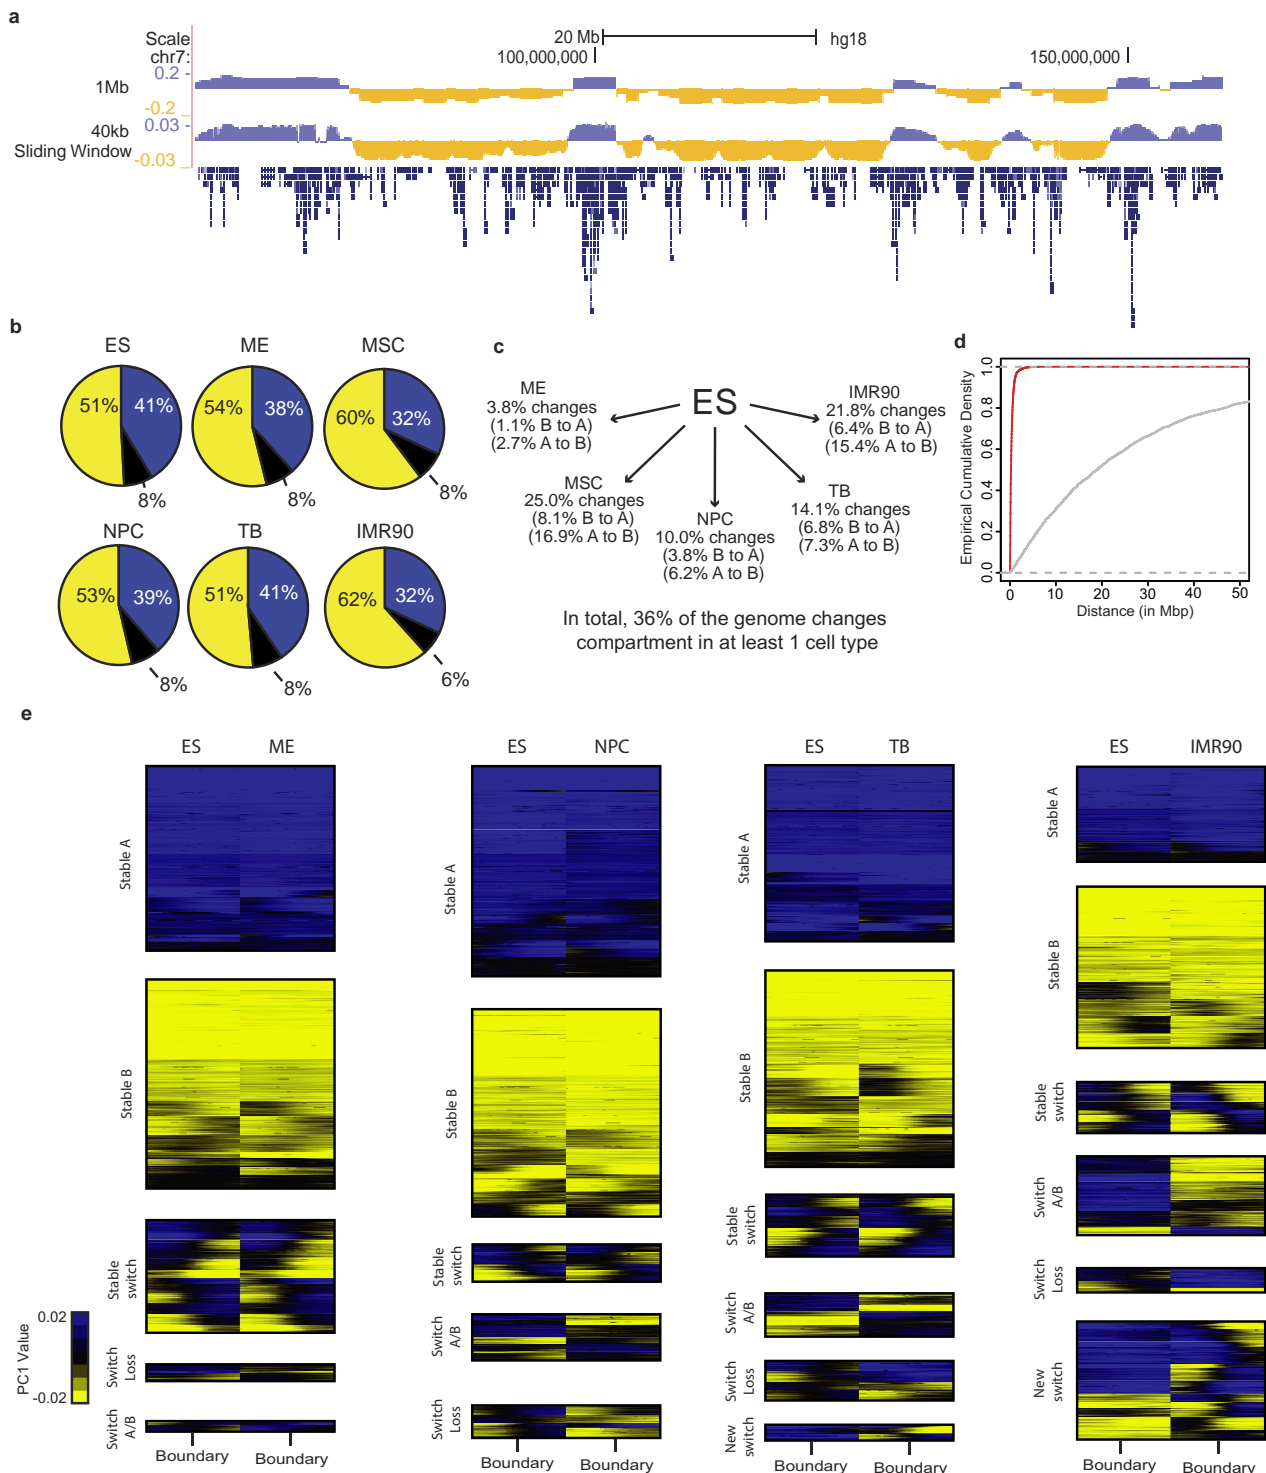 a
Scale
20 Mb
hg18
chr7:
100,000,000
150,000,000
0.2 -
1Mb
-0.2 _
0.03 -
40kb
Sliding Window
-0.03 _
b
ES
ME
MSC
51%
41%
8%
54%
38%
8%
60%
32%
8%
NPC
TB
IMR90
53%
39%
8%
51%
41%
8%
62%
32%
6%
c
ES
ME
3.8% changes
(1.1% B to A)
(2.7% A to B)
IMR90
21.8% changes
(6.4% B to A)
(15.4% A to B)
MSC
25.0% changes
(8.1% B to A)
(16.9% A to B)
NPC
10.0% changes
(3.8% B to A)
(6.2% A to B)
TB
14.1% changes
(6.8% B to A)
(7.3% A to B)
In total, 36% of the genome changes
compartment in at least 1 cell type
d
Empirical Cumulative Density
1.0
0.8
0.6
0.4
0.2
0.0
0
10
20
30
40
50
Distance (in Mbp)
e
ES
ME
Stable A
Stable B
Stable
switch
Switch
Loss
Switch
A/B
Boundary
Boundary
PC1 Value
0.02
-0.02
ES
NPC
Stable A
Stable B
Stable
switch
Switch
A/B
Switch
Loss
Boundary
Boundary
ES
TB
Stable A
Stable B
Stable
switch
Switch
A/B
Switch
Loss
New
switch
Boundary
Boundary
ES
IMR90
Stable A
Stable B
Stable
switch
Switch
A/B
Switch
Loss
New
switch
Boundary
Boundary